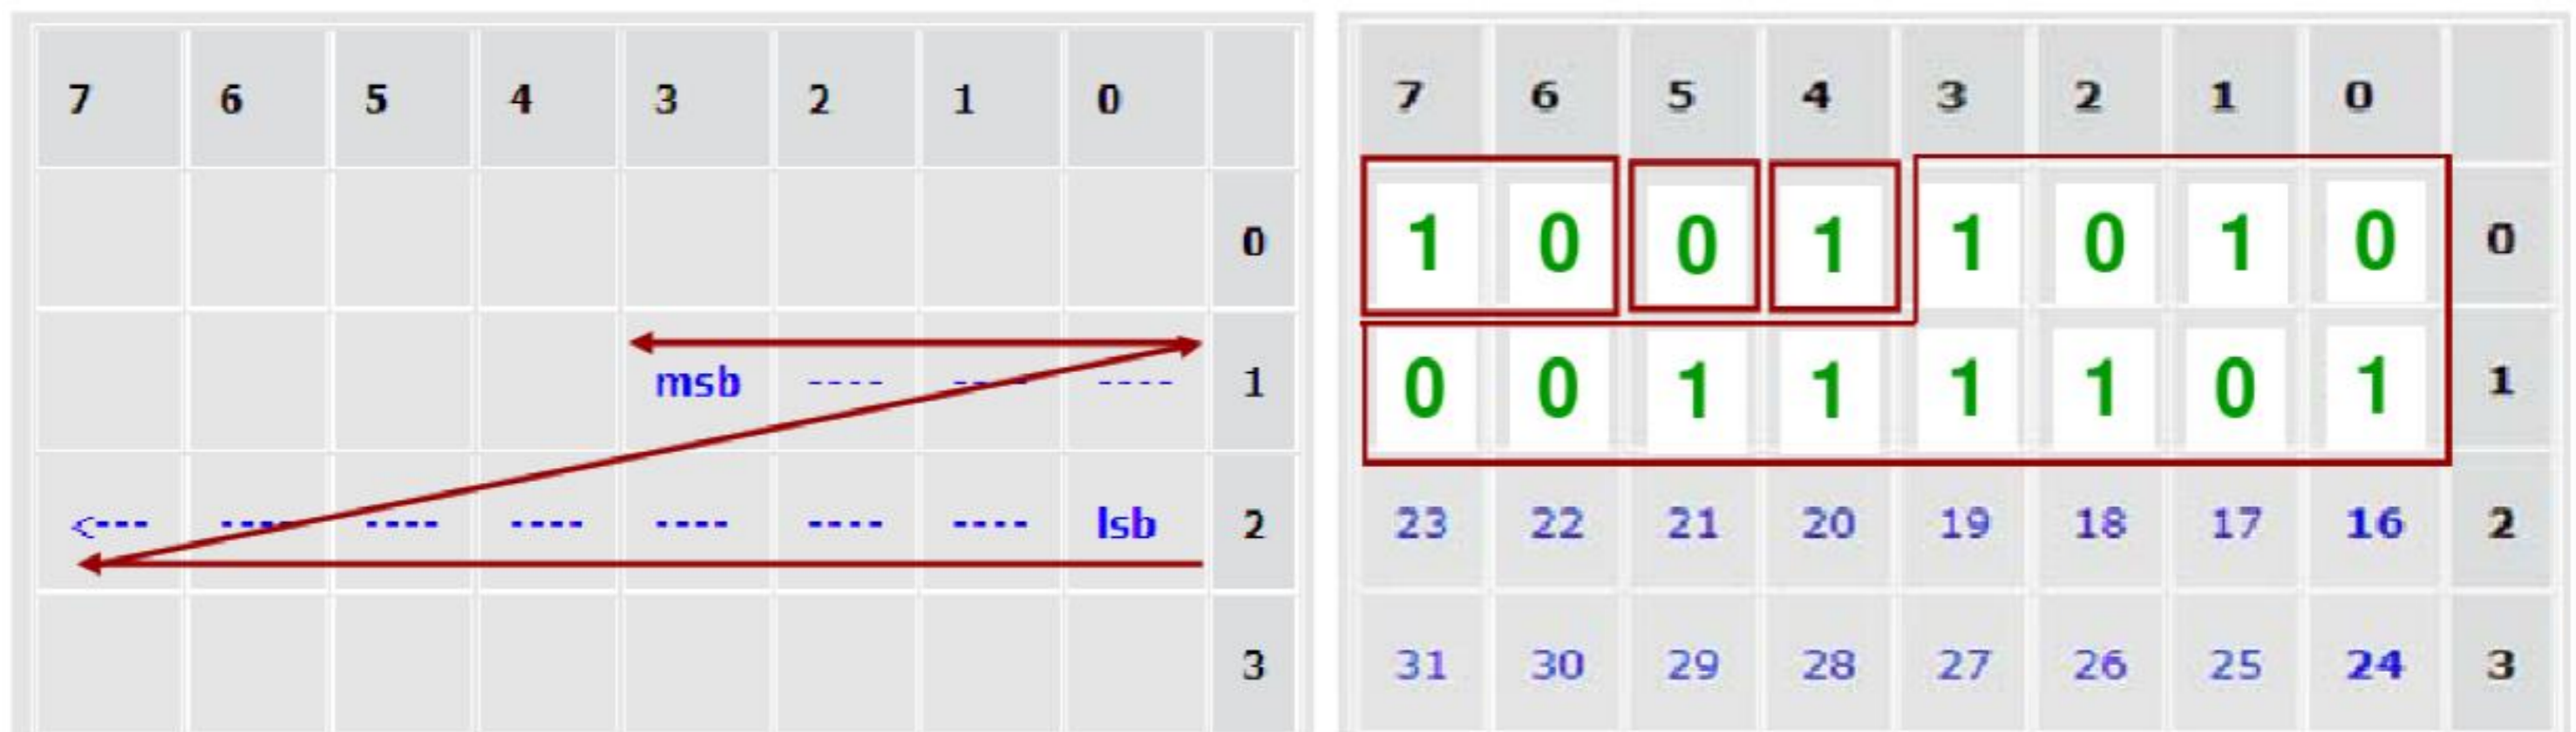 7 6 5 4 3 2 1 0
0
msb ---- ---- ---- 1
<--- ---- ---- ---- ---- ---- ---- lsb 2
3
7 6 5 4 3 2 1 0
1 0 0 1 1 0 1 0 0
0 0 1 1 1 1 0 1 1
23 22 21 20 19 18 17 16 2
31 30 29 28 27 26 25 24 3